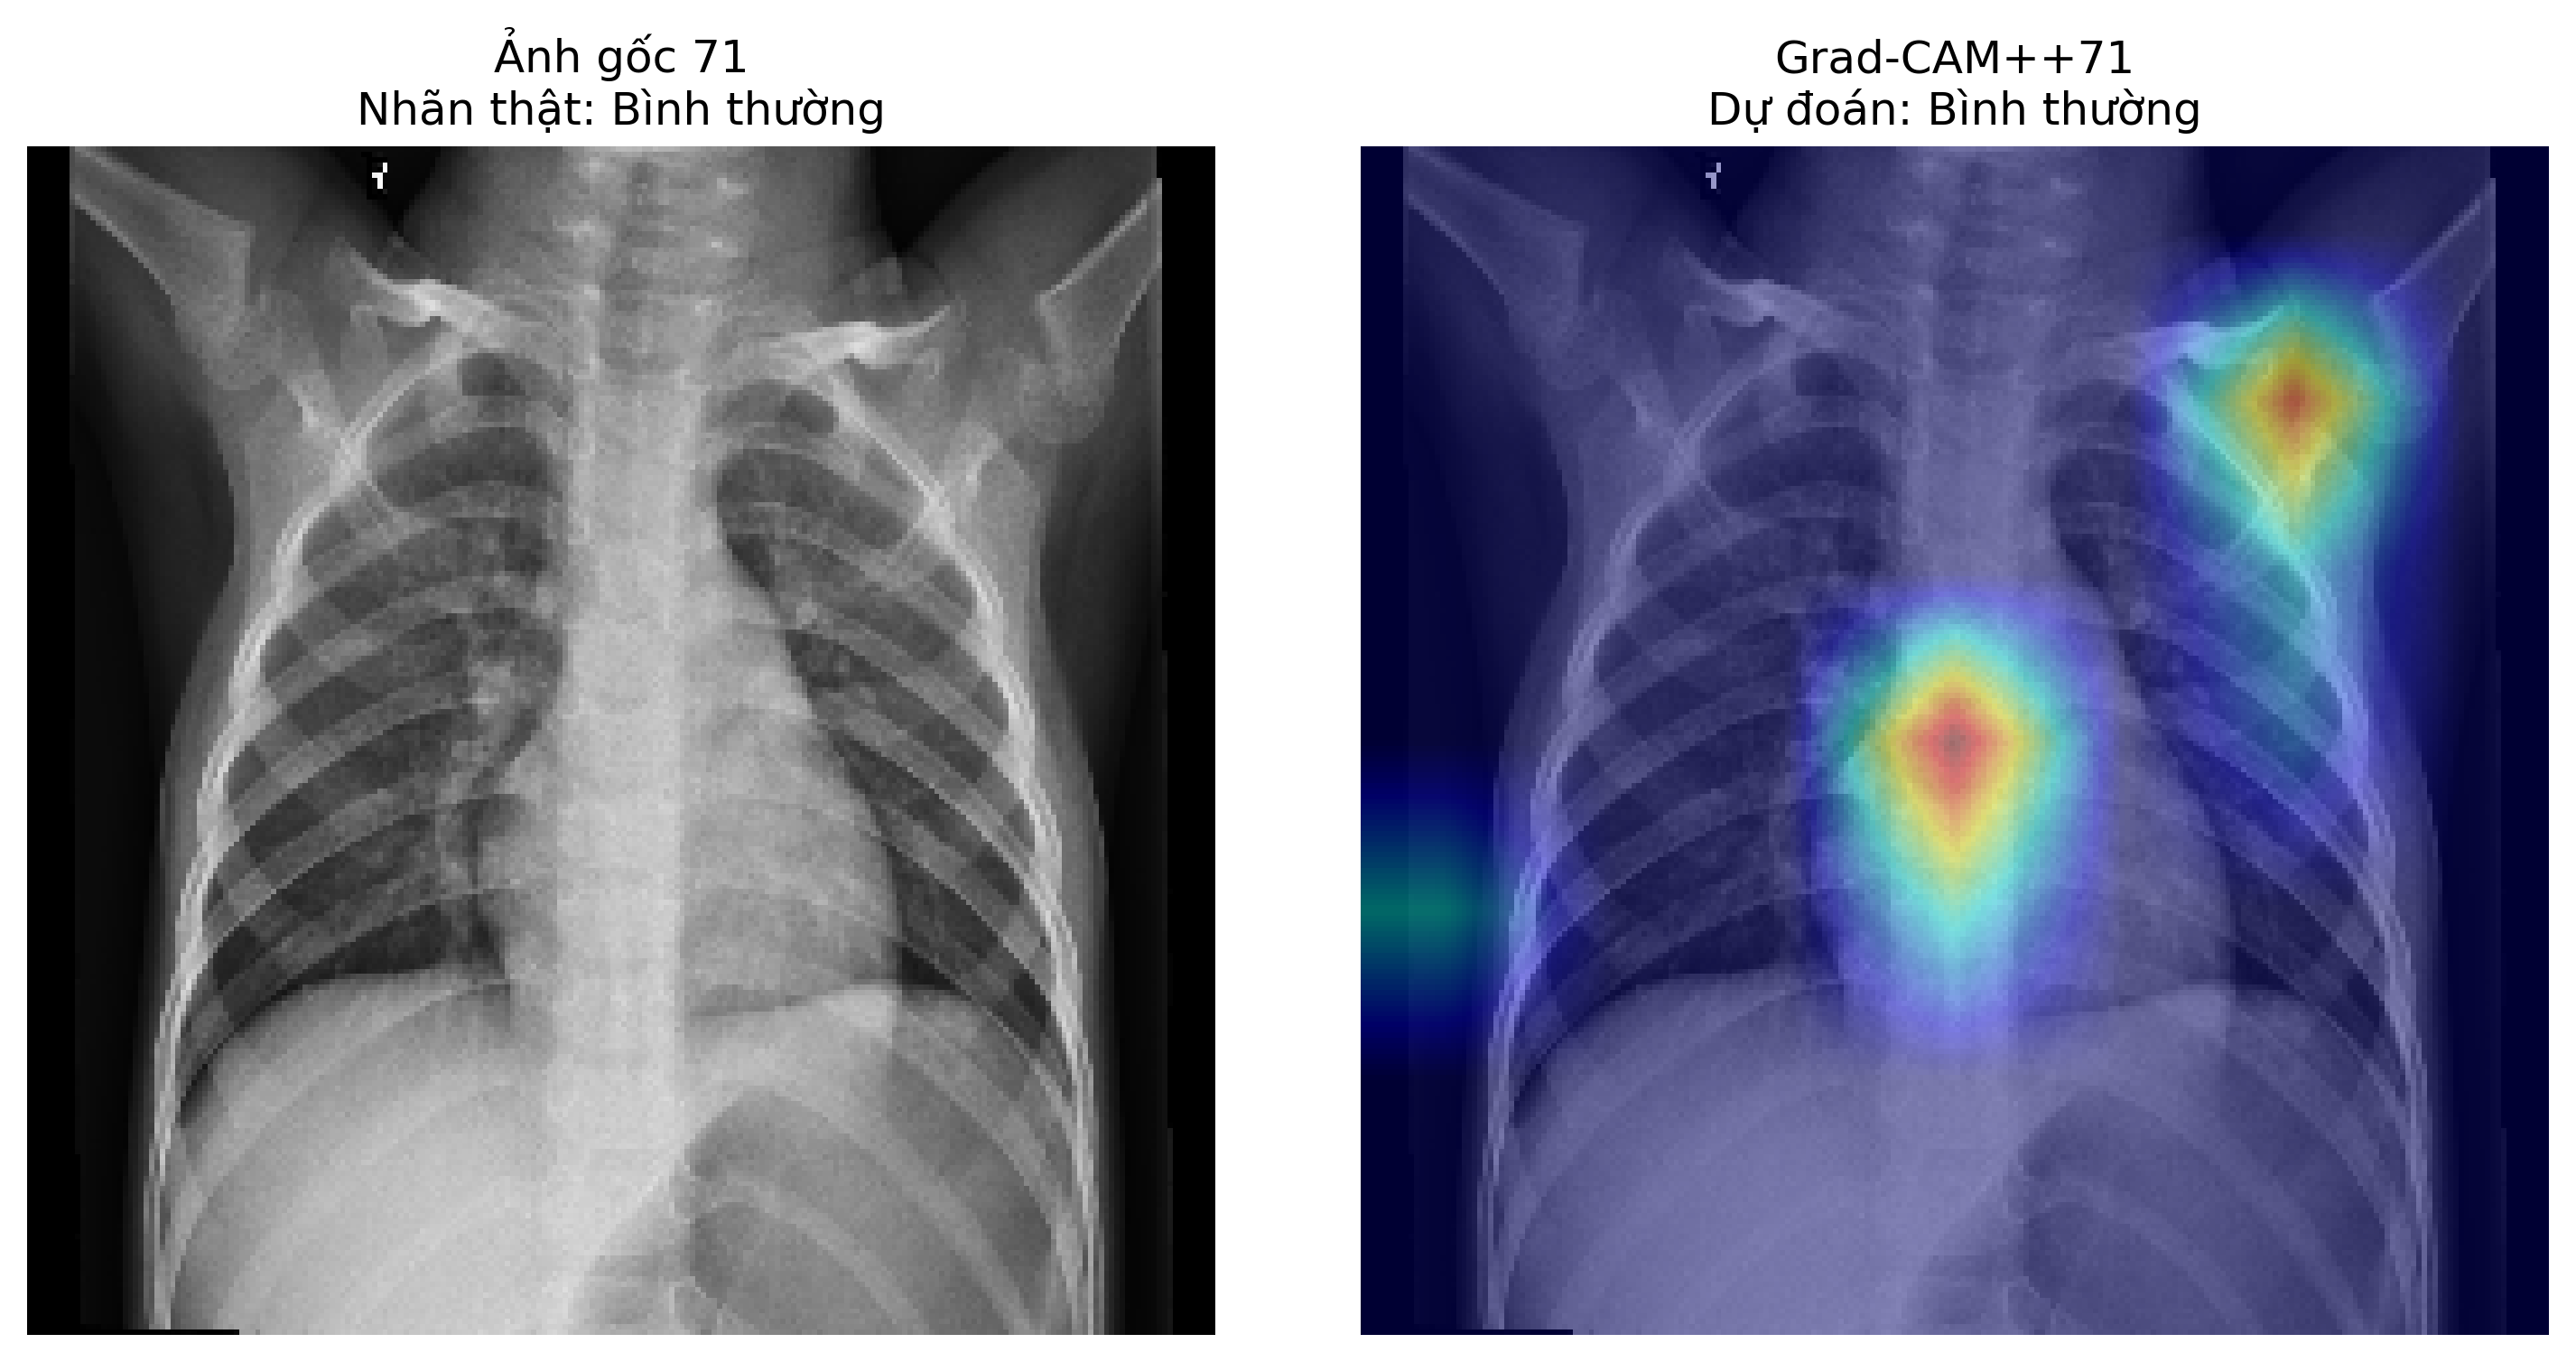 Ảnh gốc 71
Nhãn thật: Bình thường
Grad-CAM++71
Dự đoán: Bình thường